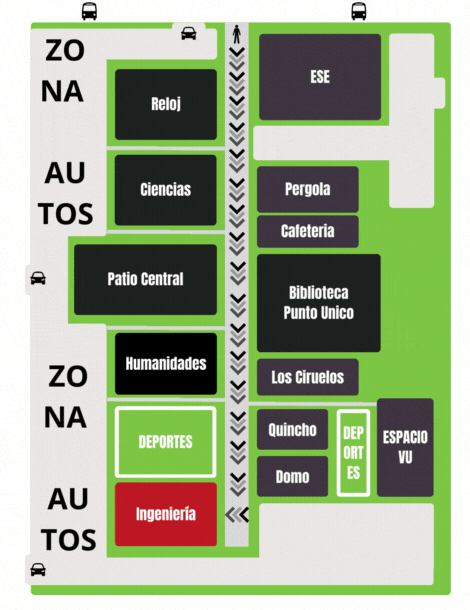 ZO
NA
AU
TOS
ZO
NA
AU
TOS
Reloj
Ciencias
Patio Central
Humanidades
DEPORTES
Ingeniería
ESE
Pergola
Cafeteria
Biblioteca
Punto Unico
Los Ciruelos
Quincho
Domo
DEP
ORT
ES
ESPACIO
VU